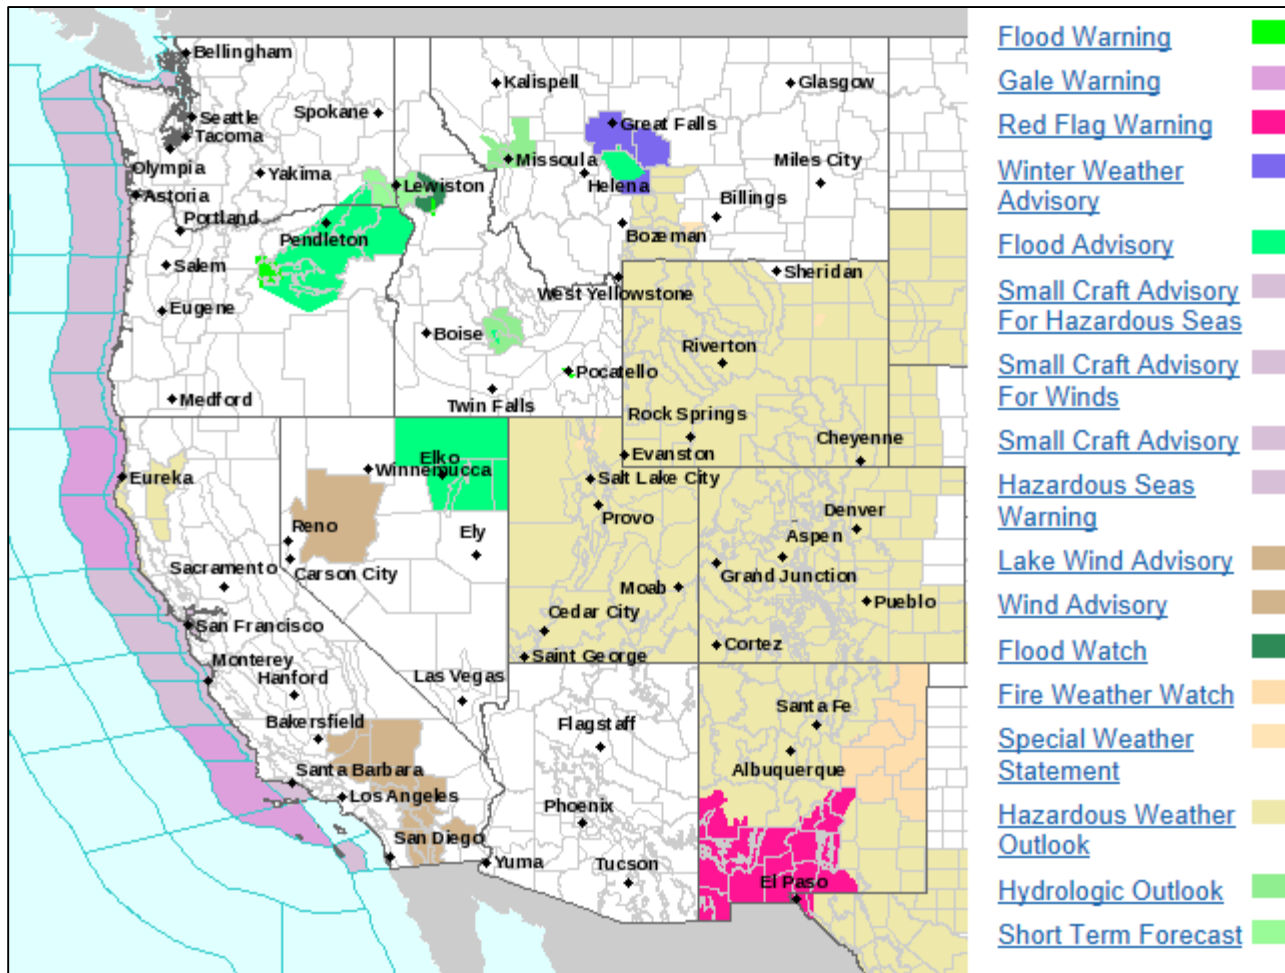 Bellingham
Kalispell
Glasgow
Seattle
Spokane
Great Falls
Tacoma
Olympia
Missoula
Miles City
Yakima
Lewiston
Helena
Astoria
Portland
Billings
Pendleton
Bozeman
Salem
Sheridan
West Yellowstone
Eugene
Boise
Riverton
Pocatello
Medford
Twin Falls
Rock Springs
Cheyenne
Elko
Evanston
Eureka
Winnemucca
Salt Lake City
Provo
Denver
Reno
Ely
Aspen
Sacramento
Carson City
Grand Junction
Moab
Pueblo
Cedar City
San Francisco
Cortez
Saint George
Monterey
Hanford
Las Vegas
Santa Fe
Bakersfield
Flagstaff
Albuquerque
Santa Barbara
Los Angeles
Phoenix
San Diego
Yuma
Tucson
El Paso
Flood Warning
Gale Warning
Red Flag Warning
Winter Weather
Advisory
Flood Advisory
Small Craft Advisory
For Hazardous Seas
Small Craft Advisory
For Winds
Small Craft Advisory
Hazardous Seas
Warning
Lake Wind Advisory
Wind Advisory
Flood Watch
Fire Weather Watch
Special Weather
Statement
Hazardous Weather
Outlook
Hydrologic Outlook
Short Term Forecast